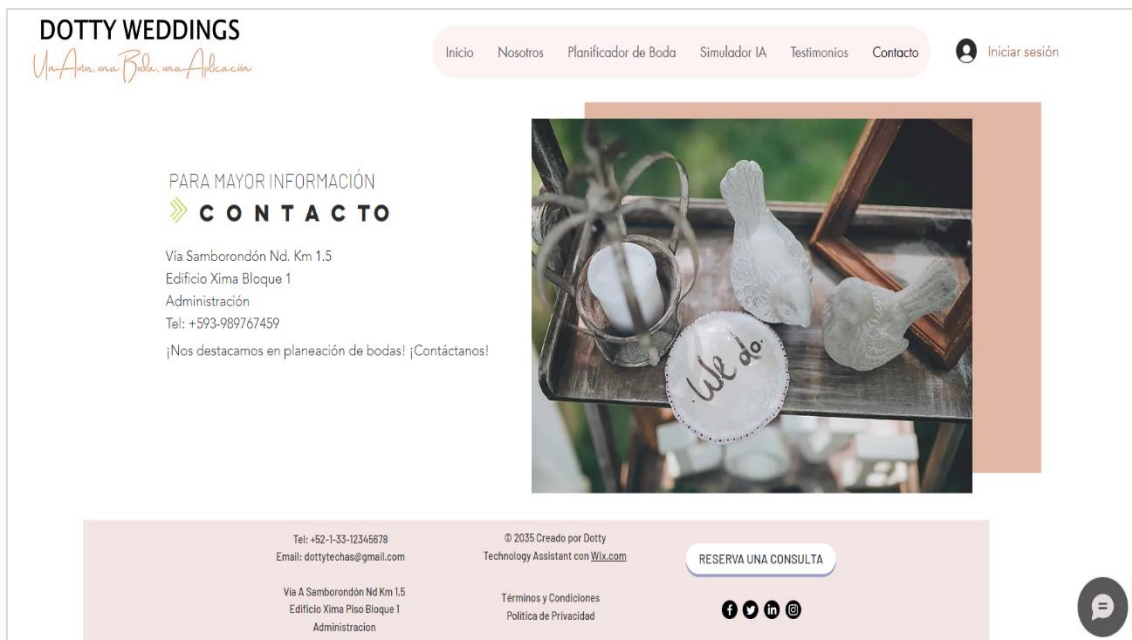 DOTTY WEDDINGS
Un Amor, una Boda, una Aplicación
Inicio Nosotros Planificador de Boda Simulador IA Testimonios Contacto Iniciar sesión
PARA MAYOR INFORMACIÓN
CONTACTO
Vía Samborondón Nd. Km 1.5
Edificio Xima Bloque 1
Administración
Tel: +593-989767459
¡Nos destacamos en planeación de bodas! ¡Contáctanos!
We do.
Tel: +52-1-33-12345678
Email: dottytechas@gmail.com
Vía A Samborondón Nd Km 1.5
Edificio Xima Piso Bloque 1
Administracion
© 2035 Creado por Dotty
Technology Assistant con Wix.com
Términos y Condiciones
Política de Privacidad
RESERVA UNA CONSULTA